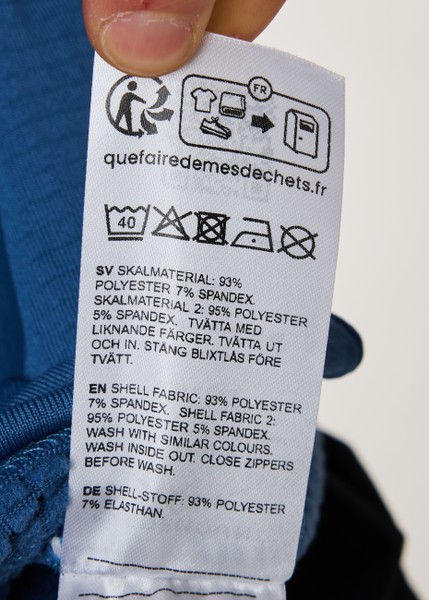 FR
quefairedemesdechets.fr
40
SV SKALMATERIAL: 93%
POLYESTER 7% SPANDEX.
SKALMATERIAL 2: 95% POLYESTER
5% SPANDEX. TVÄTTA MED
LIKNANDE FÄRGER. TVÄTTA UT
OCH IN. STÄNG BLIXTLÅS FÖRE
TVÄTT.
EN SHELL FABRIC: 93% POLYESTER
7% SPANDEX. SHELL FABRIC 2:
95% POLYESTER 5% SPANDEX.
WASH WITH SIMILAR COLOURS.
WASH INSIDE OUT. CLOSE ZIPPERS
BEFORE WASH.
DE SHELL-STOFF: 93% POLYESTER
7% ELASTHAN.